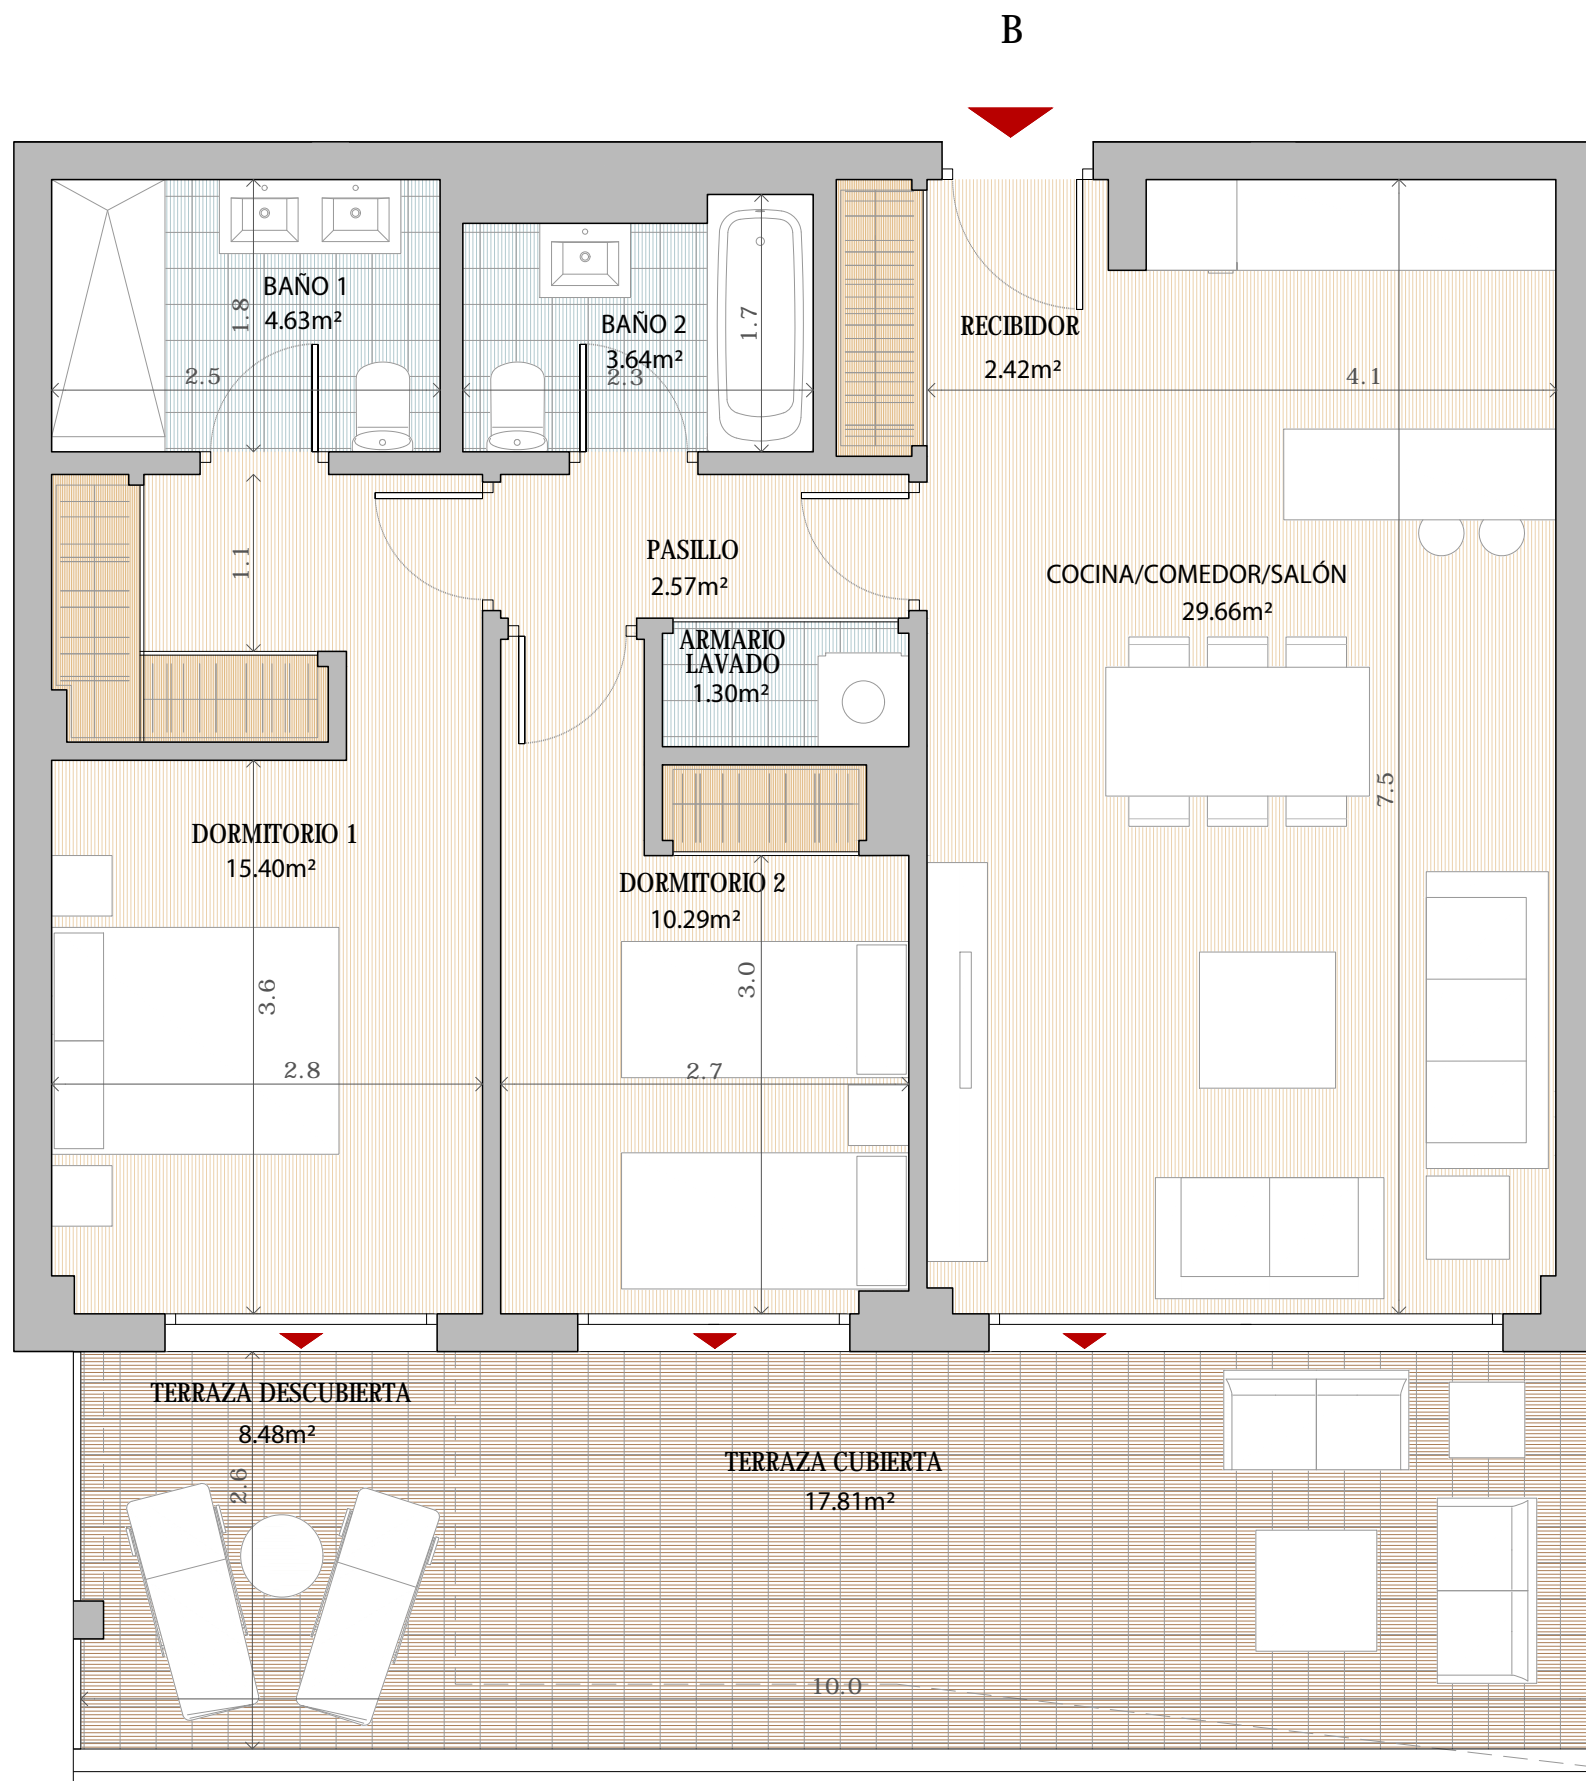 B
BAÑO 1
4.63m²
1.8
2.5
BAÑO 2
3.64m²
2.3
1.7
RECIBIDOR
2.42m²
4.1
1.1
PASILLO
2.57m²
COCINA/COMEDOR/SALÓN
29.66m²
ARMARIO
LAVADO
1.30m²
7.5
DORMITORIO 1
15.40m²
DORMITORIO 2
10.29m²
3.6
3.0
2.8
2.7
TERRAZA DESCUBIERTA
8.48m²
2.6
TERRAZA CUBIERTA
17.81m²
10.0